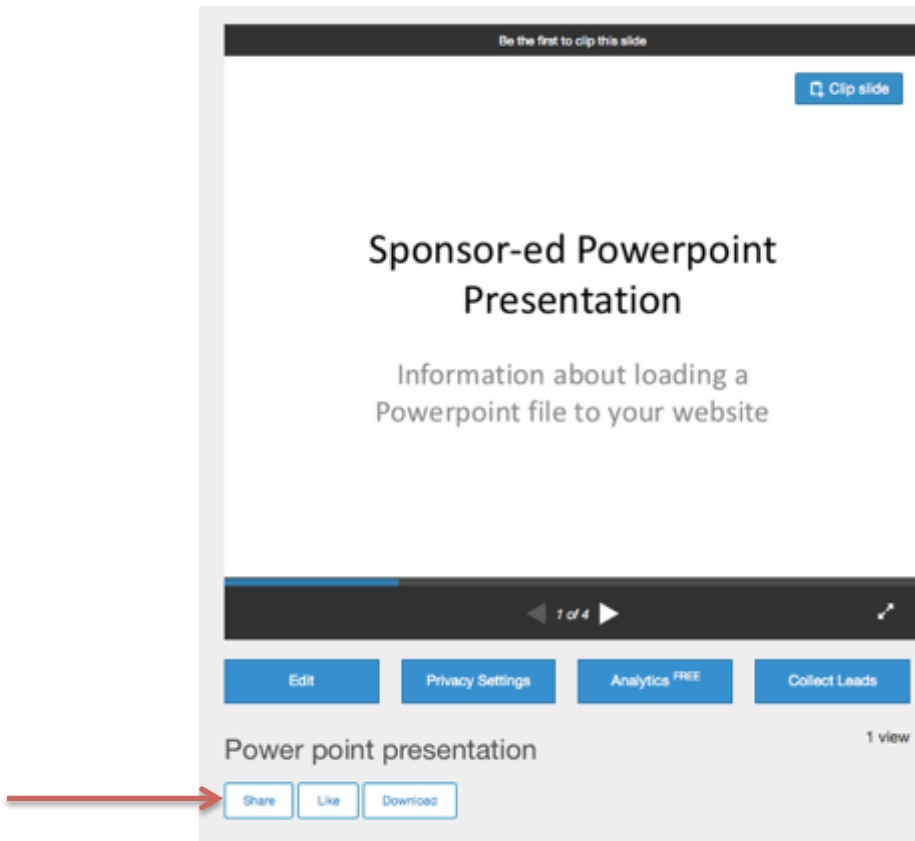 Be the first to clip this slide
Clip slide
Sponsor-ed Powerpoint
Presentation
Information about loading a
Powerpoint file to your website
1 of 4
Edit
Privacy Settings
Analytics FREE
Collect Leads
Power point presentation
1 view
Share
Like
Download